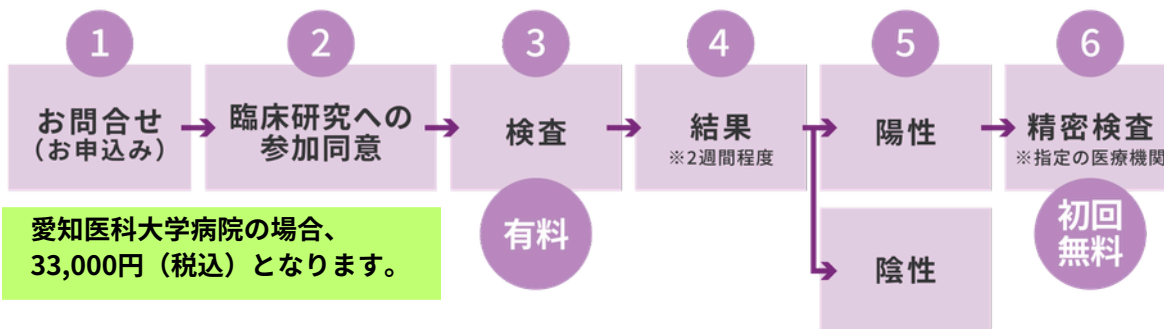 1
お問合せ
（お申込み）
2
臨床研究への
参加同意
3
検査
有料
4
結果
※2週間程度
5
陽性
陰性
6
精密検査
※指定の医療機関
初回
無料
愛知医科大学病院の場合、
33,000円（税込）となります。